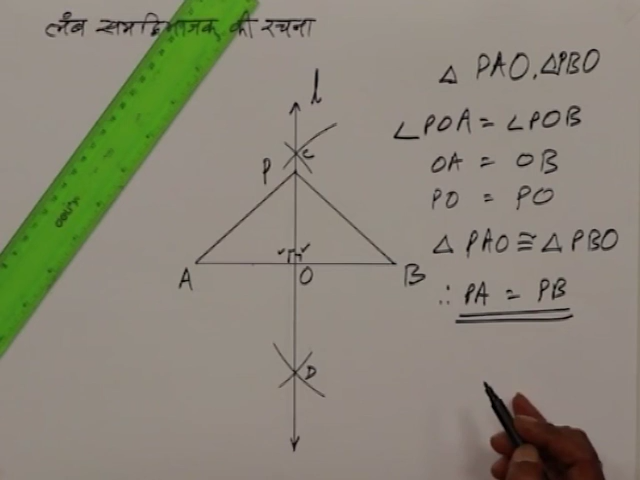 लंब समद्विभाजक की रचना
△ PAO, △PBO
l
∠POA = ∠POB
C
OA = OB
P
PO = PO
△ PAO ≅ △ PBO
A
O
B
∴ PA = PB
D